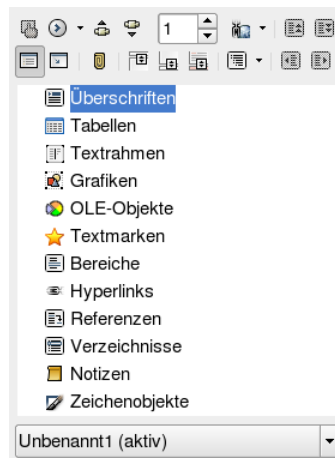 1
Überschriften
Tabellen
Textrahmen
Grafiken
OLE-Objekte
Textmarken
Bereiche
Hyperlinks
Referenzen
Verzeichnisse
Notizen
Zeichenobjekte
Unbenannt1 (aktiv)